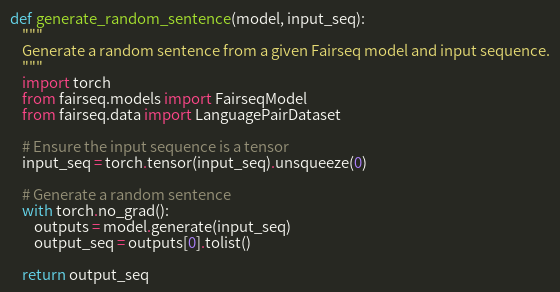 def generate_random_sentence(model, input_seq):
    """
    Generate a random sentence from a given Fairseq model and input sequence.
    """
    import torch
    from fairseq.models import FairseqModel
    from fairseq.data import LanguagePairDataset

    # Ensure the input sequence is a tensor
    input_seq = torch.tensor(input_seq).unsqueeze(0)

    # Generate a random sentence
    with torch.no_grad():
        outputs = model.generate(input_seq)
        output_seq = outputs[0].tolist()

    return output_seq